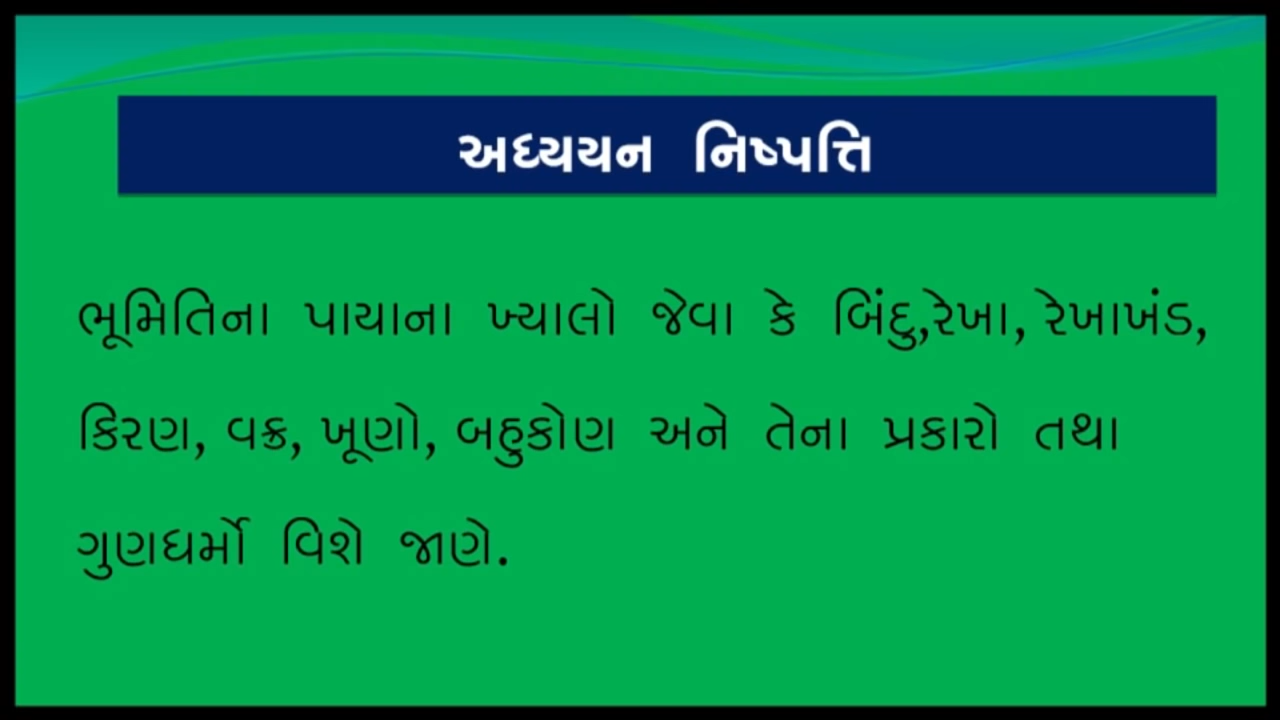 અધ્યયન નિષ્પત્તિ
ભૂમિતિના પાયાના ખ્યાલો જેવા કે બિંદુ,રેખા, રેખાખંડ,
કિરણ, વક્ર, ખૂણો, બહુકોણ અને તેના પ્રકારો તથા
ગુણધર્મો વિશે જાણે.